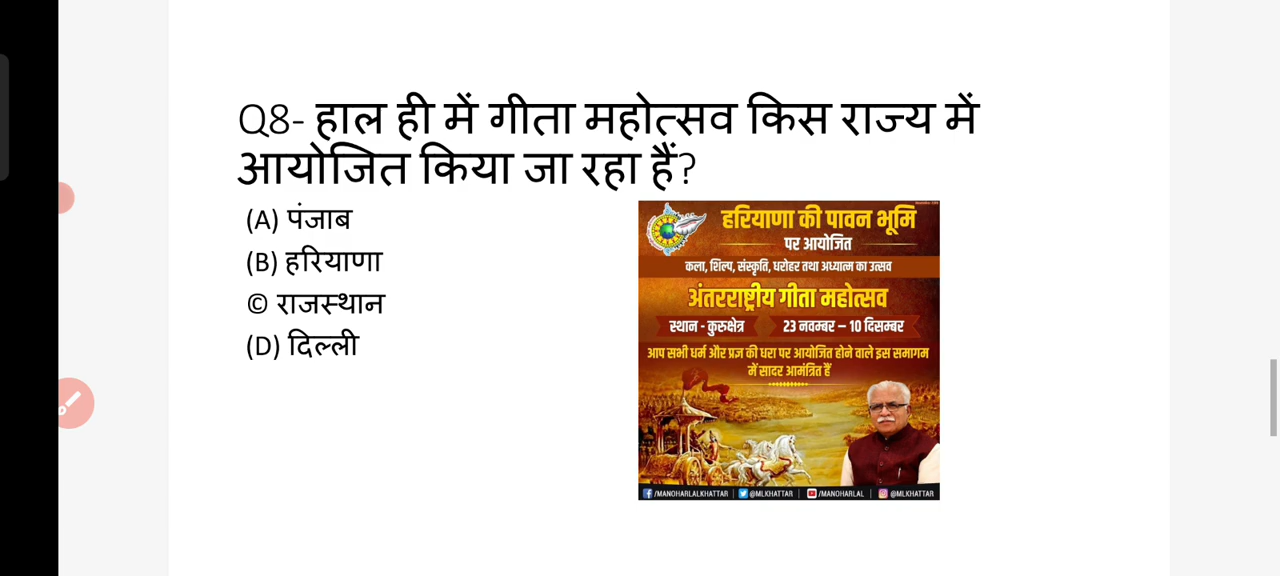 Q8- हाल ही में गीता महोत्सव किस राज्य में
आयोजित किया जा रहा हैं?
(A) पंजाब
(B) हरियाणा
© राजस्थान
(D) दिल्ली
हरियाणा की पावन भूमि
पर आयोजित
कला, शिल्प, संस्कृति, धरोहर तथा अध्यात्म का उत्सव
अंतरराष्ट्रीय गीता महोत्सव
स्थान - कुरुक्षेत्र 23 नवम्बर – 10 दिसम्बर
आप सभी धर्म और प्रज्ञ की धरा पर आयोजित होने वाले इस समागम
में सादर आमंत्रित हैं
/MANOHARLALKHATTAR @MLKHATTAR /MANOHARLAL @MLKHATTAR